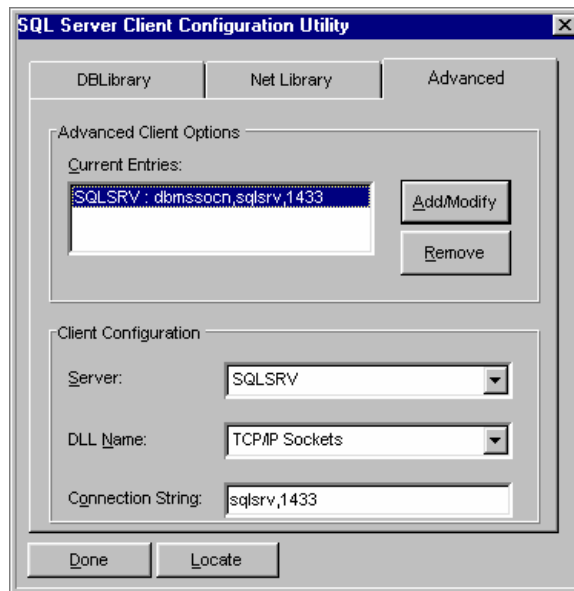 SQL Server Client Configuration Utility
DBLibrary
Net Library
Advanced
Advanced Client Options
Current Entries:
SQLSRV : dbmssocn,sqlsrv,1433
Add/Modify
Remove
Client Configuration
Server:
SQLSRV
DLL Name:
TCP/IP Sockets
Connection String:
sqlsrv,1433
Done
Locate